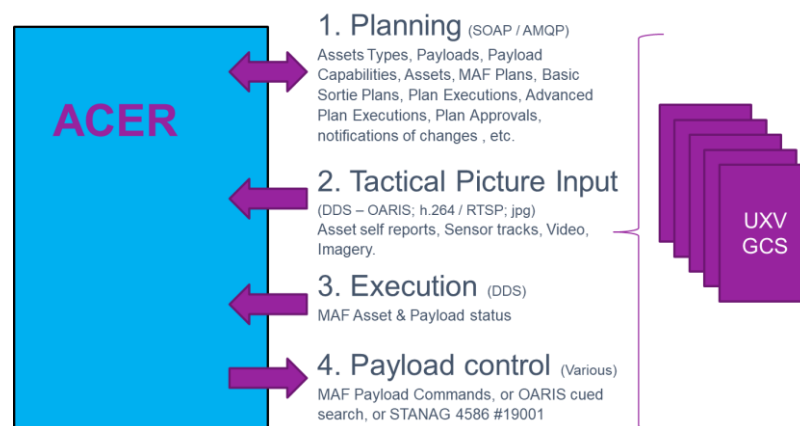 ACER
1. Planning (SOAP / AMQP)
Assets Types, Payloads, Payload
Capabilities, Assets, MAF Plans, Basic
Sortie Plans, Plan Executions, Advanced
Plan Executions, Plan Approvals,
notifications of changes , etc.
2. Tactical Picture Input
(DDS – OARIS; h.264 / RTSP; jpg)
Asset self reports, Sensor tracks, Video,
Imagery.
3. Execution (DDS)
MAF Asset & Payload status
4. Payload control (Various)
MAF Payload Commands, or OARIS cued
search, or STANAG 4586 #19001
UXV
GCS